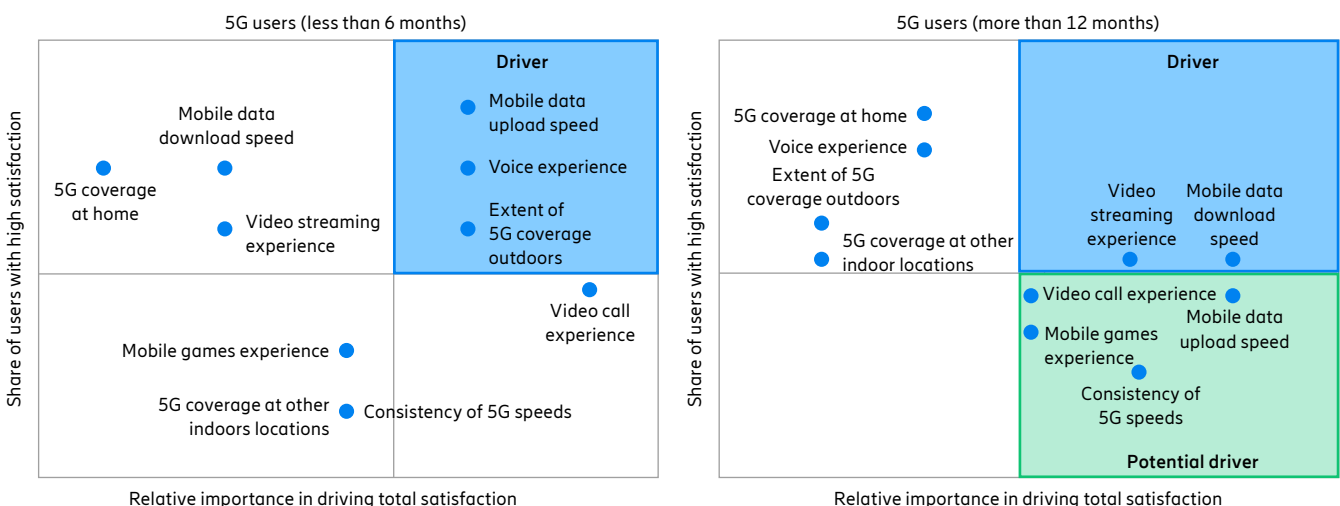 5G users (less than 6 months)
Share of users with high satisfaction
Driver
Mobile data
upload speed
Mobile data
download speed
Voice experience
5G coverage
at home
Extent of
5G coverage
outdoors
Video streaming
experience
Video call
experience
Mobile games experience
5G coverage at other
indoors locations
Consistency of 5G speeds
Relative importance in driving total satisfaction
5G users (more than 12 months)
Share of users with high satisfaction
Driver
5G coverage at home
Voice experience
Extent of 5G
coverage outdoors
5G coverage at other
indoor locations
Video
streaming
experience
Mobile data
download
speed
Video call experience
Mobile data
upload speed
Mobile games
experience
Consistency of
5G speeds
Potential driver
Relative importance in driving total satisfaction